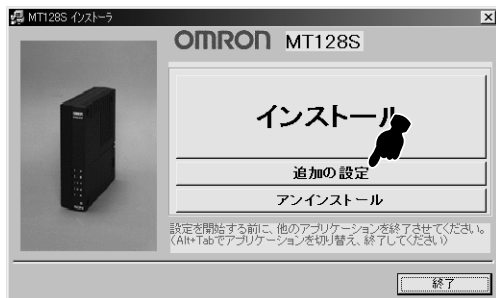 MT128S インストーラ
OMRON MT128S
インストール
追加の設定
アンインストール
設定を開始する前に、他のアプリケーションを終了させてください。
(Alt+Tabでアプリケーションを切り替え、終了してください)
終了